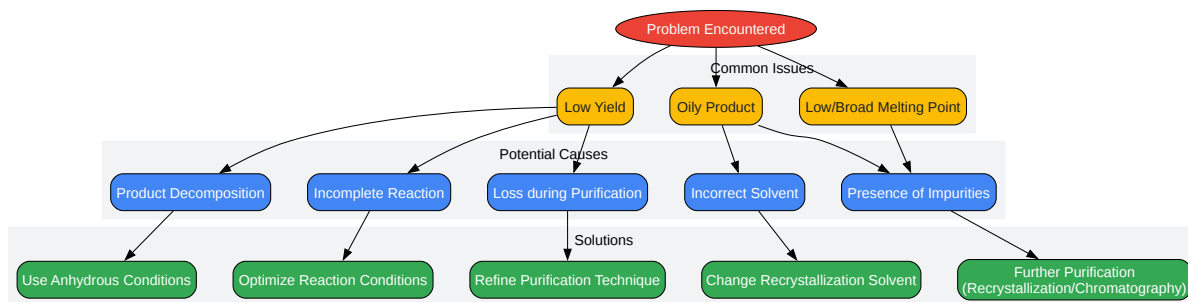 Problem Encountered
Common Issues
Low Yield
Oily Product
Low/Broad Melting Point
Potential Causes
Product Decomposition
Incomplete Reaction
Loss during Purification
Incorrect Solvent
Presence of Impurities
Solutions
Use Anhydrous Conditions
Optimize Reaction Conditions
Refine Purification Technique
Change Recrystallization Solvent
Further Purification
(Recrystallization/Chromatography)